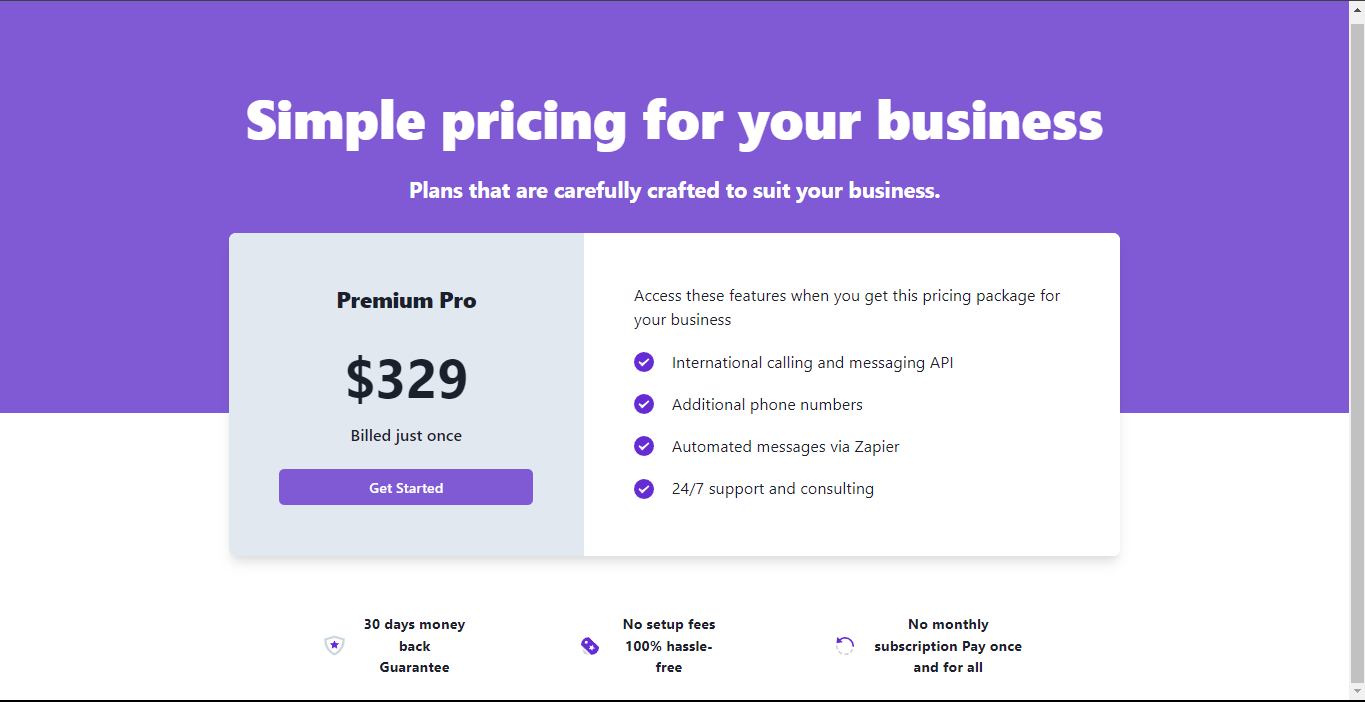 Simple pricing for your business
Plans that are carefully crafted to suit your business.
Premium Pro
$329
Billed just once
Get Started
Access these features when you get this pricing package for
your business
International calling and messaging API
Additional phone numbers
Automated messages via Zapier
24/7 support and consulting
30 days money
back
Guarantee
No setup fees
100% hassle-
free
No monthly
subscription Pay once
and for all